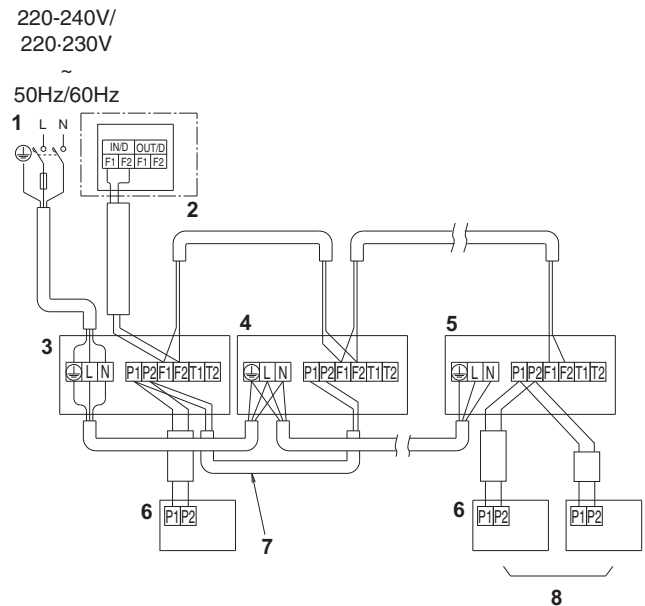 220-240V/
220·230V
~
50Hz/60Hz
1 L N
IN/D OUT/D
F1 F2 F1 F2
2
3
4
5
L N
P1 P2 F1 F2 T1 T2
L N
P1 P2 F1 F2 T1 T2
L N
P1 P2 F1 F2 T1 T2
6
P1 P2
7
6
P1 P2
P1 P2
8